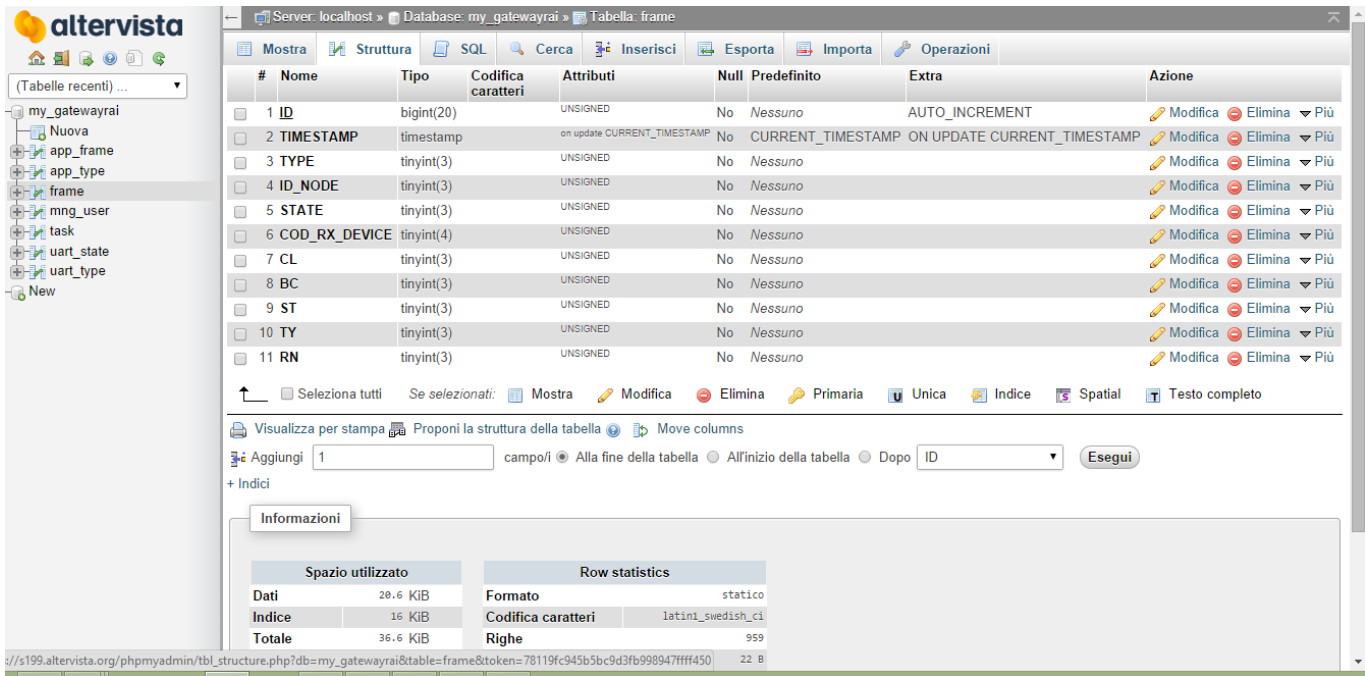 altervista
← Server: localhost » Database: my_gatewayrai » Tabella: frame
Mostra Struttura SQL Cerca Inserisci Esporta Importa Operazioni
(Tabelle recenti) ...
my_gatewayrai
Nuova
app_frame
app_type
frame
mng_user
task
uart_state
uart_type
New
# Nome Tipo Codifica caratteri Attributi Null Predefinito Extra Azione
1 ID bigint(20) UNSIGNED No Nessuno AUTO_INCREMENT Modifica Elimina Più
2 TIMESTAMP timestamp on update CURRENT_TIMESTAMP No CURRENT_TIMESTAMP ON UPDATE CURRENT_TIMESTAMP Modifica Elimina Più
3 TYPE tinyint(3) UNSIGNED No Nessuno Modifica Elimina Più
4 ID_NODE tinyint(3) UNSIGNED No Nessuno Modifica Elimina Più
5 STATE tinyint(3) UNSIGNED No Nessuno Modifica Elimina Più
6 COD_RX_DEVICE tinyint(4) UNSIGNED No Nessuno Modifica Elimina Più
7 CL tinyint(3) UNSIGNED No Nessuno Modifica Elimina Più
8 BC tinyint(3) UNSIGNED No Nessuno Modifica Elimina Più
9 ST tinyint(3) UNSIGNED No Nessuno Modifica Elimina Più
10 TY tinyint(3) UNSIGNED No Nessuno Modifica Elimina Più
11 RN tinyint(3) UNSIGNED No Nessuno Modifica Elimina Più
Seleziona tutti Se selezionati: Mostra Modifica Elimina Primaria Unica Indice Spatial Testo completo
Visualizza per stampa Proponi la struttura della tabella Move columns
Aggiungi 1 campo/i Alla fine della tabella All'inizio della tabella Dopo ID Esegui
+ Indici
Informazioni
Spazio utilizzato Row statistics
Dati 20.6 KiB Formato statico
Indice 16 KiB Codifica caratteri latin1_swedish_ci
Totale 36.6 KiB Righe 959
://s199.altervista.org/phpmyadmin/tbl_structure.php?db=my_gatewayrai&table=frame&token=78119fc945b5bc9d3fb998947ffff450 22 B